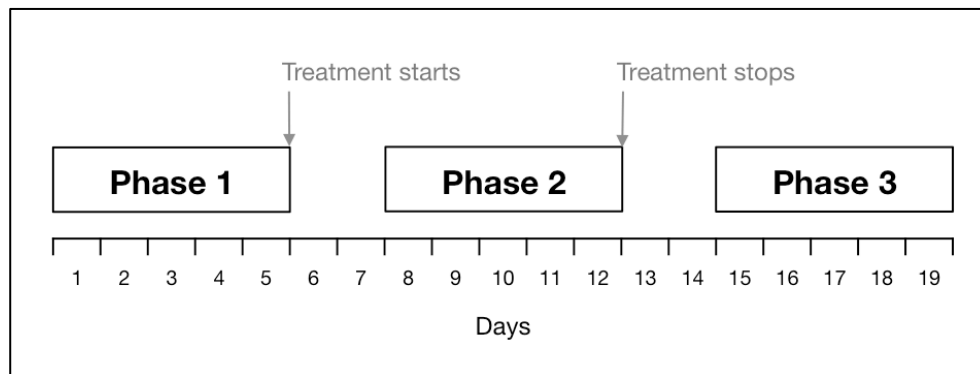 Treatment starts Treatment stops
Phase 1 Phase 2 Phase 3
1 2 3 4 5 6 7 8 9 10 11 12 13 14 15 16 17 18 19
Days